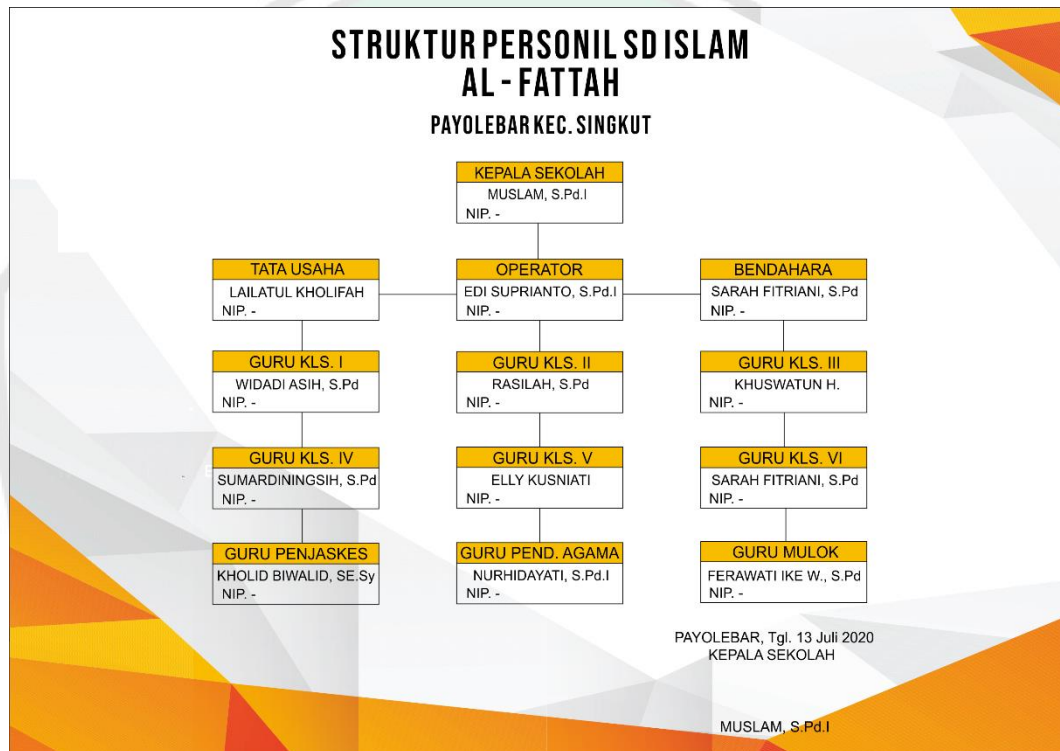 STRUKTUR PERSONIL SD ISLAM
AL - FATTAH
PAYOLEBAR KEC. SINGKUT
KEPALA SEKOLAH
MUSLAM, S.Pd.I
NIP. -
TATA USAHA
LAILATUL KHOLIFAH
NIP. -
OPERATOR
EDI SUPRIANTO, S.Pd.I
NIP. -
BENDAHARA
SARAH FITRIANI, S.Pd
NIP. -
GURU KLS. I
WIDADI ASIH, S.Pd
NIP. -
GURU KLS. II
RASILAH, S.Pd
NIP. -
GURU KLS. III
KHUSWATUN H.
NIP. -
GURU KLS. IV
SUMARDININGSIH, S.Pd
NIP. -
GURU KLS. V
ELLY KUSNIATI
NIP. -
GURU KLS. VI
SARAH FITRIANI, S.Pd
NIP. -
GURU PENJASKES
KHOLID BIWALID, SE.Sy
NIP. -
GURU PEND. AGAMA
NURHIDAYATI, S.Pd.I
NIP. -
GURU MULOK
FERAWATI IKE W., S.Pd
NIP. -
PAYOLEBAR, Tgl. 13 Juli 2020
KEPALA SEKOLAH
MUSLAM, S.Pd.I